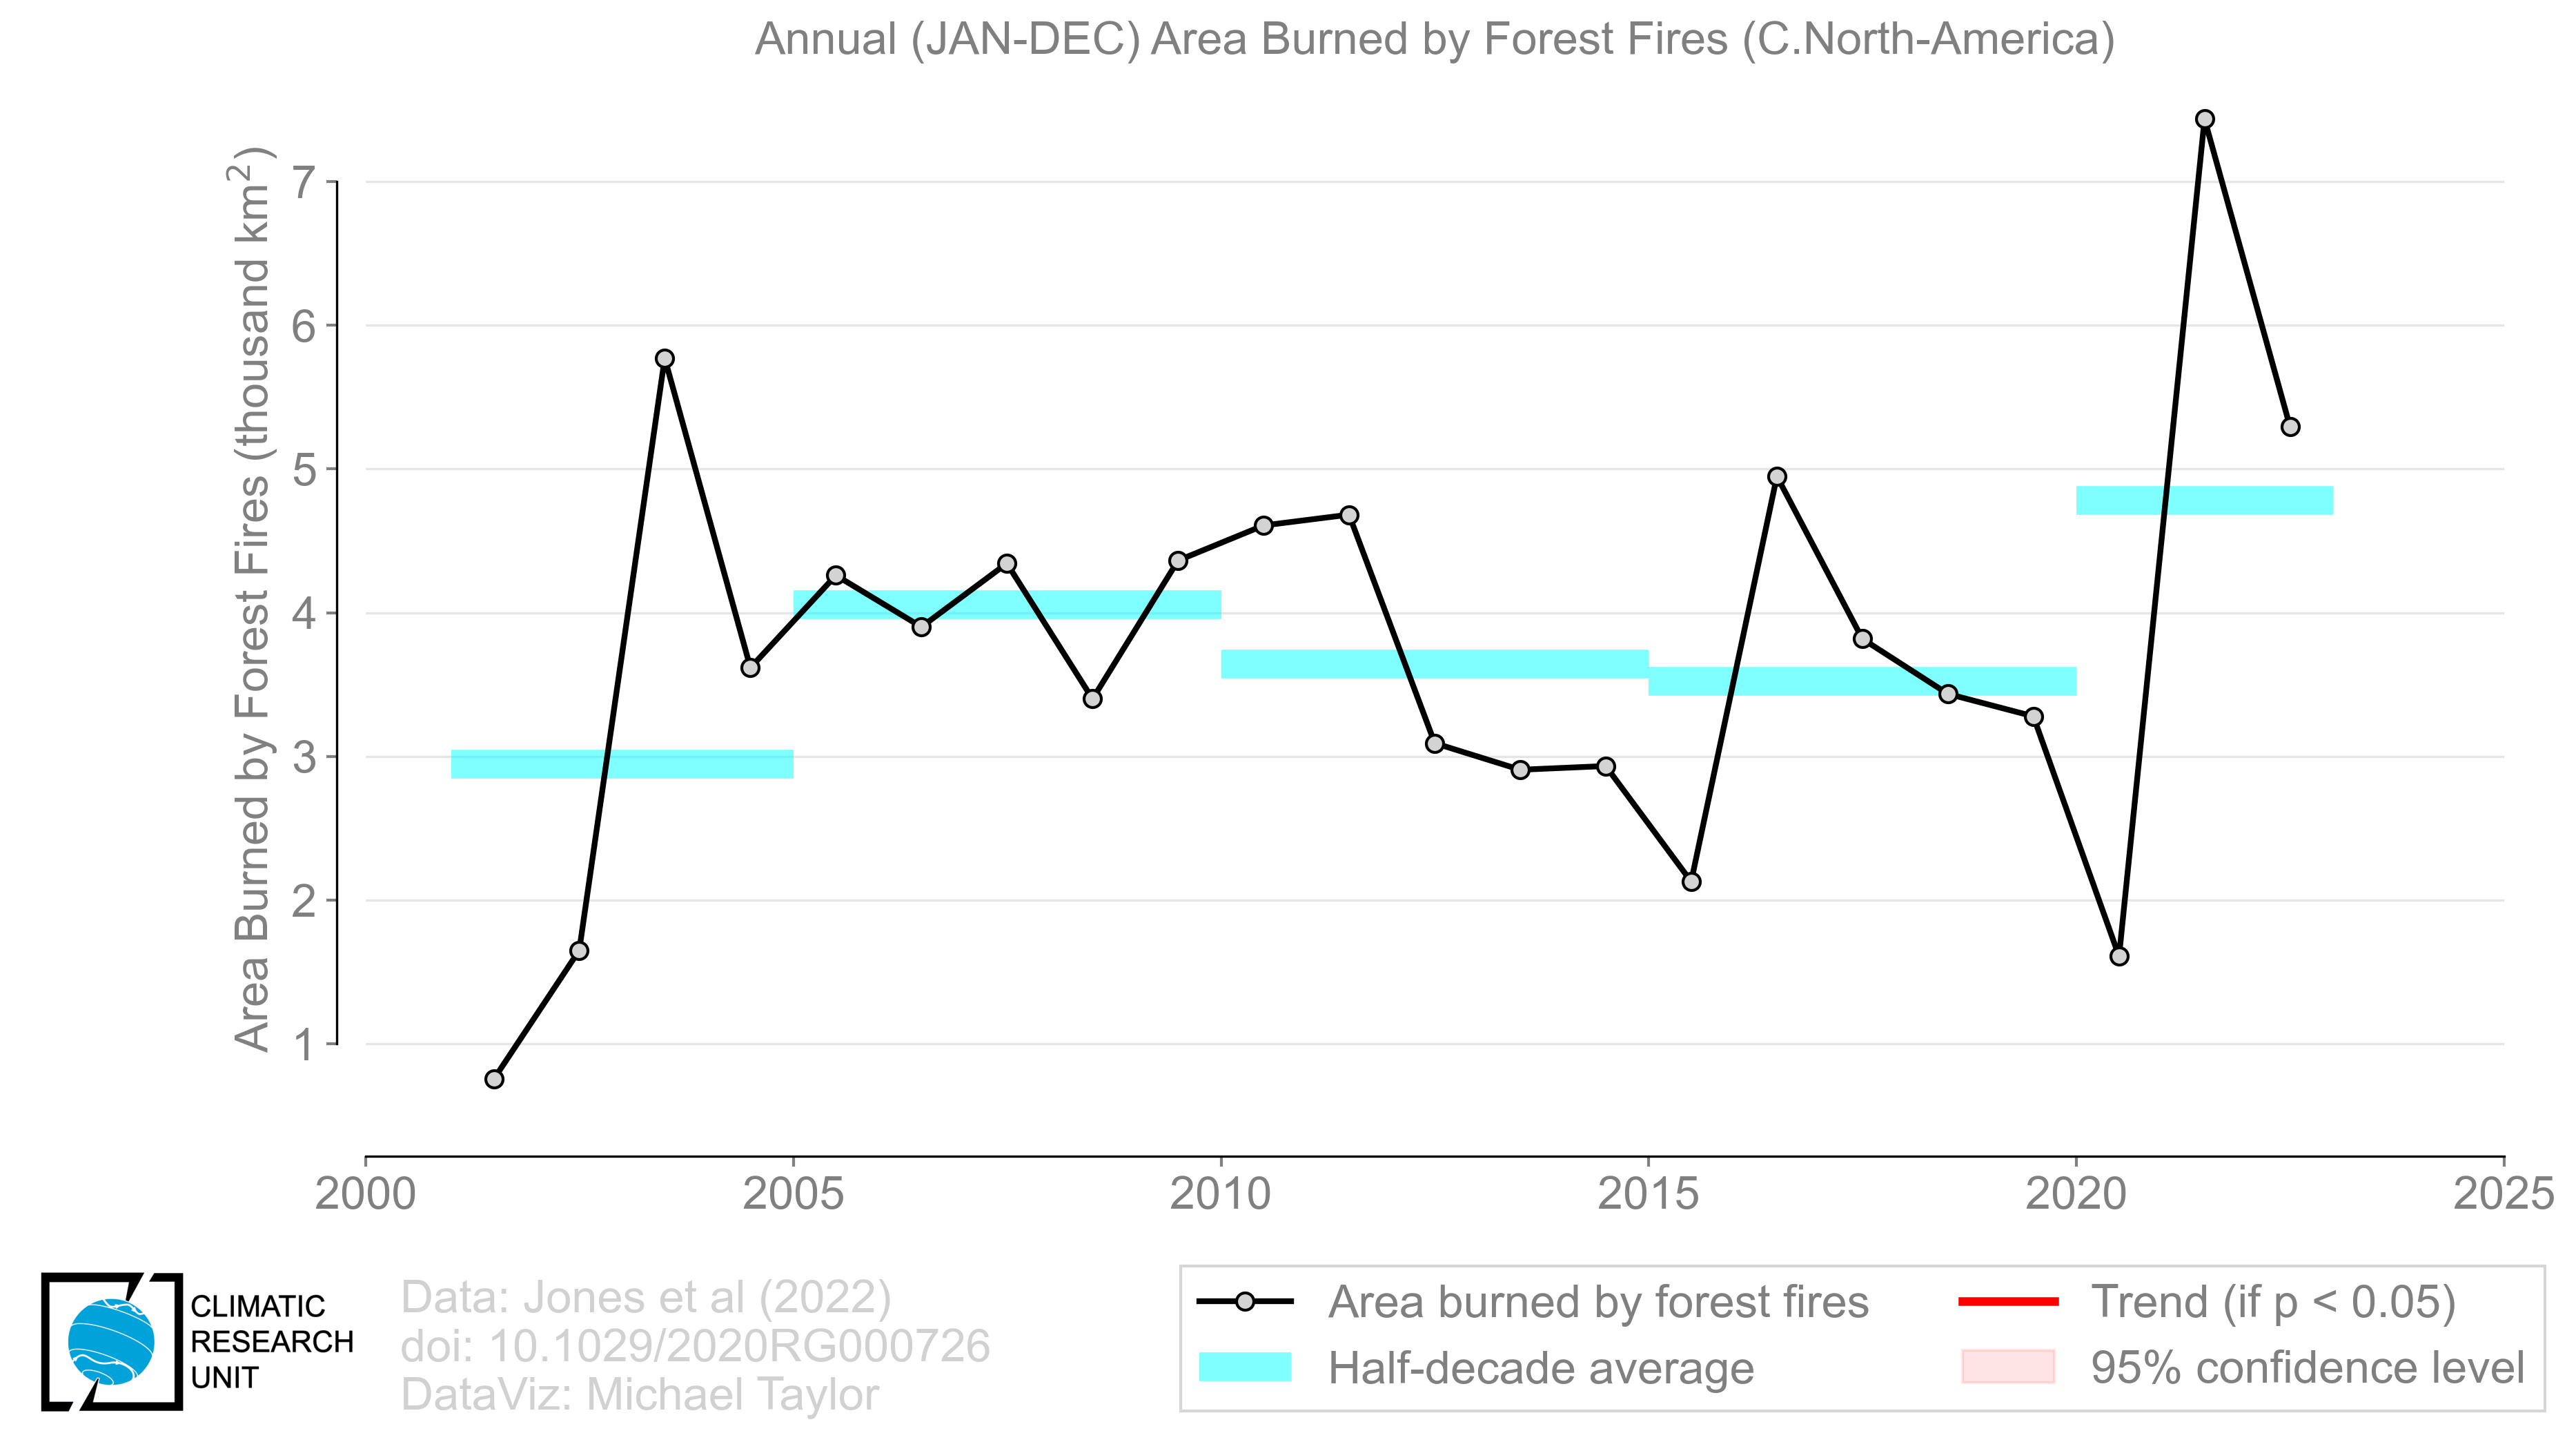 Annual (JAN-DEC) Area Burned by Forest Fires (C.North-America)
Area Burned by Forest Fires (thousand km²)
7
6
5
4
3
2
1
2000 2005 2010 2015 2020 2025
CLIMATIC
RESEARCH
UNIT
Data: Jones et al (2022)
doi: 10.1029/2020RG000726
DataViz: Michael Taylor
Area burned by forest fires
Half-decade average
Trend (if p < 0.05)
95% confidence level